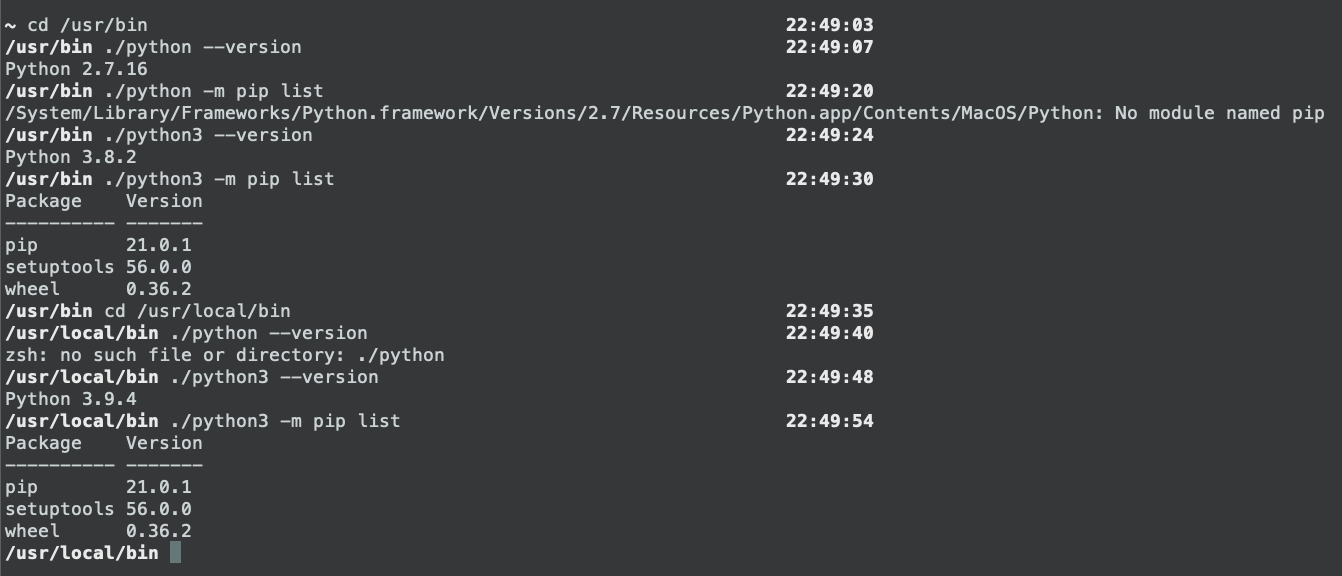 ~ cd /usr/bin 22:49:03
/usr/bin ./python --version 22:49:07
Python 2.7.16
/usr/bin ./python -m pip list 22:49:20
/System/Library/Frameworks/Python.framework/Versions/2.7/Resources/Python.app/Contents/MacOS/Python: No module named pip
/usr/bin ./python3 --version 22:49:24
Python 3.8.2
/usr/bin ./python3 -m pip list 22:49:30
Package    Version
---------- -------
pip        21.0.1
setuptools 56.0.0
wheel      0.36.2
/usr/bin cd /usr/local/bin 22:49:35
/usr/local/bin ./python --version 22:49:40
zsh: no such file or directory: ./python
/usr/local/bin ./python3 --version 22:49:48
Python 3.9.4
/usr/local/bin ./python3 -m pip list 22:49:54
Package    Version
---------- -------
pip        21.0.1
setuptools 56.0.0
wheel      0.36.2
/usr/local/bin